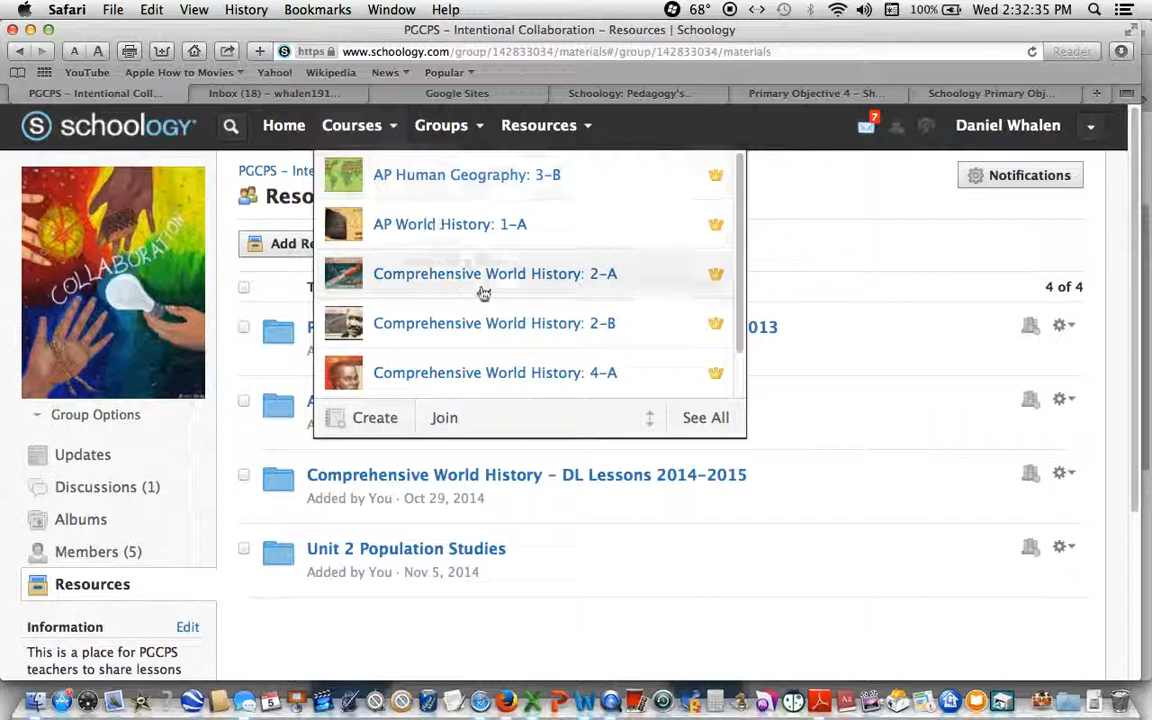 Safari File Edit View History Bookmarks Window Help 68° 100% Wed 2:32:35 PM
PGCPS – Intentional Collaboration – Resources | Schoology
A A + S https www.schoology.com/group/142833034/materials#/group/142833034/materials Reader
YouTube Apple How to Movies Yahoo! Wikipedia News Popular
PGCPS – Intentional Coll... Inbox (18) – whalen191... Google Sites Schoology: Pedagogy's... Primary Objective 4 – Sh... Schoology Primary Obj... +
S schoology Home Courses Groups Resources 7 Daniel Whalen
COLLABORATION
Group Options
Updates
Discussions (1)
Albums
Members (5)
Resources
Information Edit
This is a place for PGCPS
teachers to share lessons
PGCPS – Inte
Reso
Notifications
Add Re
AP Human Geography: 3-B
AP World History: 1-A
Comprehensive World History: 2-A
Comprehensive World History: 2-B
Comprehensive World History: 4-A
Create Join See All
4 of 4
013
Comprehensive World History – DL Lessons 2014-2015
Added by You · Oct 29, 2014
Unit 2 Population Studies
Added by You · Nov 5, 2014